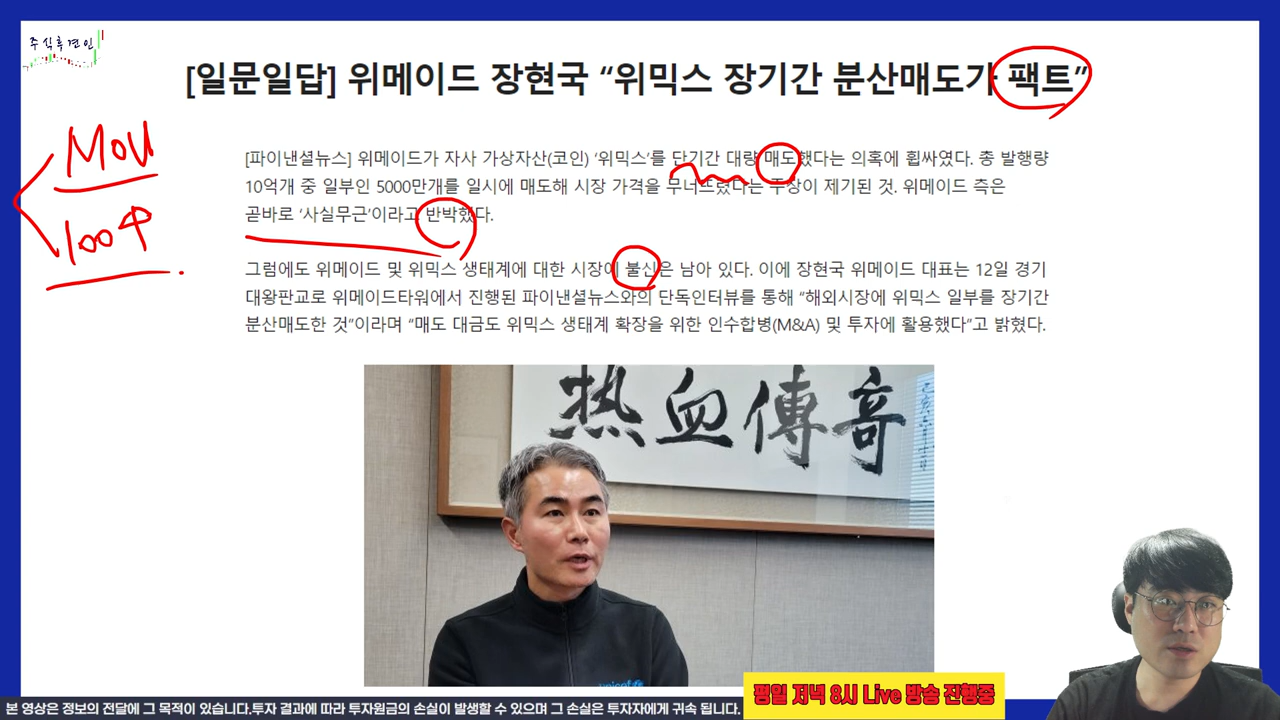 주식후견인
[일문일답] 위메이드 장현국 “위믹스 장기간 분산매도가 팩트”
MOU
100억
[파이낸셜뉴스] 위메이드가 자사 가상자산(코인) ‘위믹스’를 단기간 대량 매도했다는 의혹에 휩싸였다. 총 발행량
10억개 중 일부인 5000만개를 일시에 매도해 시장 가격을 무너뜨렸다는 주장이 제기된 것. 위메이드 측은
곧바로 ‘사실무근’이라고 반박했다.
그럼에도 위메이드 및 위믹스 생태계에 대한 시장에 불신은 남아 있다. 이에 장현국 위메이드 대표는 12일 경기
대왕판교로 위메이드타워에서 진행된 파이낸셜뉴스와의 단독인터뷰를 통해 “해외시장에 위믹스 일부를 장기간
분산매도한 것”이라며 “매도 대금도 위믹스 생태계 확장을 위한 인수합병(M&A) 및 투자에 활용했다”고 밝혔다.
热血傳奇
unicef
평일 저녁 8시 Live 방송 진행중
본 영상은 정보의 전달에 그 목적이 있습니다.투자 결과에 따라 투자원금의 손실이 발생할 수 있으며 그 손실은 투자자에게 귀속 됩니다.